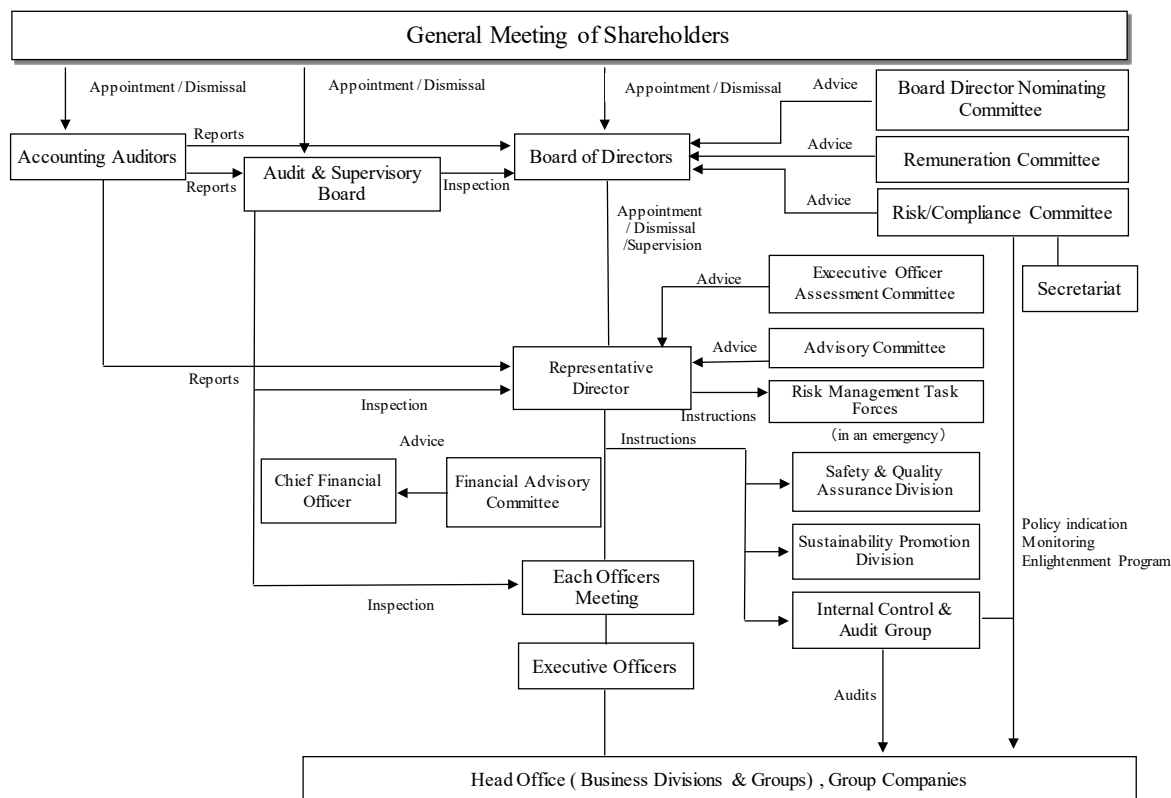 General Meeting of Shareholders
Appointment / Dismissal
Appointment / Dismissal
Appointment / Dismissal
Advice
Board Director Nominating
Committee
Accounting Auditors
Reports
Board of Directors
Advice
Remuneration Committee
Reports
Audit & Supervisory
Board
Inspection
Advice
Risk/Compliance Committee
Appointment
/ Dismissal
/Supervision
Secretariat
Advice
Excecutive Officer
Assessment Committee
Representative
Director
Advice
Advisory Committee
Reports
Inspection
Instructions
Risk Management Task
Forces
(in an emergency)
Advice
Instructions
Chief Financial
Officer
Financial Advisory
Committee
Safety & Quality
Assurance Division
Sustainability Promotion
Division
Policy indication
Monitoring
Enlightenment Program
Each Officers
Meeting
Inspection
Internal Control &
Audit Group
Executive Officers
Audits
Head Office ( Business Divisions & Groups) , Group Companies